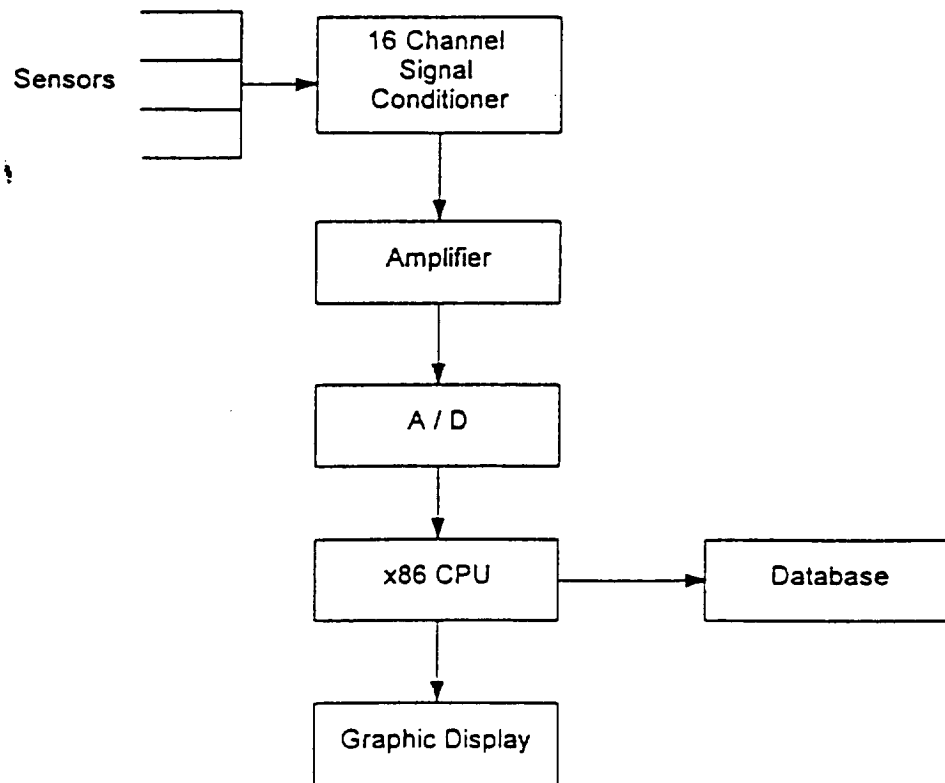 Sensors
16 Channel
Signal
Conditioner
Amplifier
A / D
x86 CPU
Database
Graphic Display